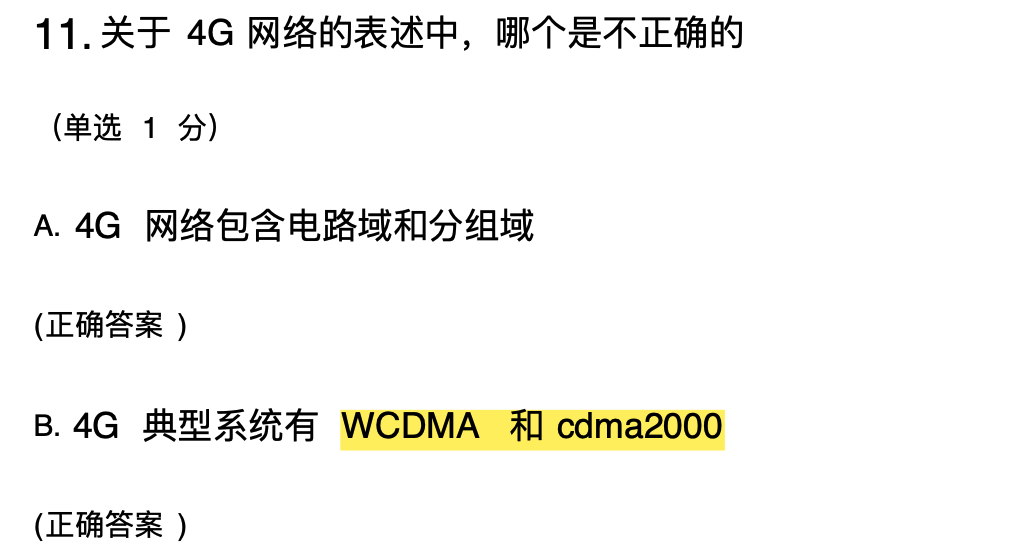 11. 关于 4G 网络的表述中，哪个是不正确的
（单选 1 分）
A. 4G 网络包含电路域和分组域
(正确答案 )
B. 4G 典型系统有 WCDMA 和 cdma2000
(正确答案 )